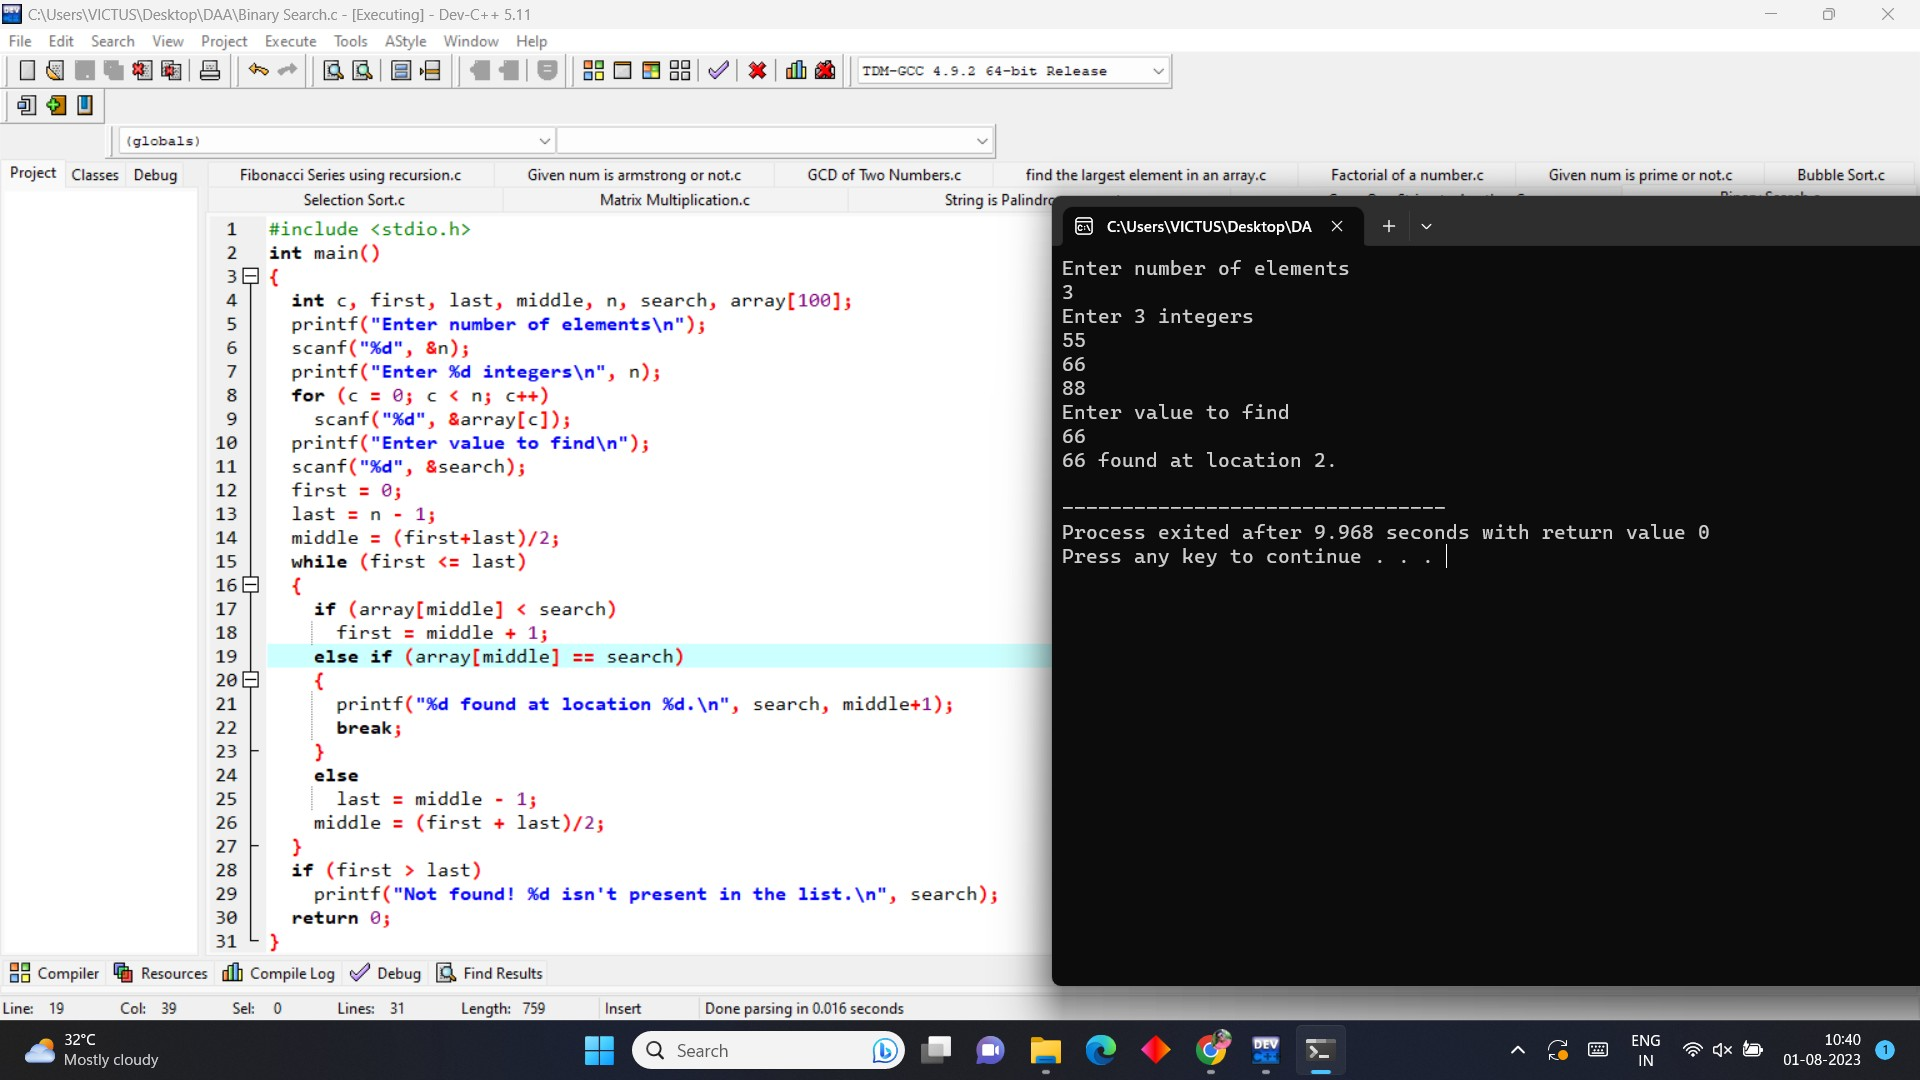 C:\Users\VICTUS\Desktop\DAA\Binary Search.c - [Executing] - Dev-C++ 5.11
File Edit Search View Project Execute Tools AStyle Window Help
TDM-GCC 4.9.2 64-bit Release
(globals)
Project Classes Debug
Fibonacci Series using recursion.c Given num is armstrong or not.c GCD of Two Numbers.c find the largest element in an array.c Factorial of a number.c Given num is prime or not.c Bubble Sort.c
Selection Sort.c Matrix Multiplication.c String is Palindro
1 #include <stdio.h>
2 int main()
3 {
4 int c, first, last, middle, n, search, array[100];
5 printf("Enter number of elements\n");
6 scanf("%d", &n);
7 printf("Enter %d integers\n", n);
8 for (c = 0; c < n; c++)
9 scanf("%d", &array[c]);
10 printf("Enter value to find\n");
11 scanf("%d", &search);
12 first = 0;
13 last = n - 1;
14 middle = (first+last)/2;
15 while (first <= last)
16 {
17 if (array[middle] < search)
18 first = middle + 1;
19 else if (array[middle] == search)
20 {
21 printf("%d found at location %d.\n", search, middle+1);
22 break;
23 }
24 else
25 last = middle - 1;
26 middle = (first + last)/2;
27 }
28 if (first > last)
29 printf("Not found! %d isn't present in the list.\n", search);
30 return 0;
31 }
C:\Users\VICTUS\Desktop\DA
Enter number of elements
3
Enter 3 integers
55
66
88
Enter value to find
66
66 found at location 2.
--------------------------------
Process exited after 9.968 seconds with return value 0
Press any key to continue . . .
Compiler Resources Compile Log Debug Find Results
Line: 19 Col: 39 Sel: 0 Lines: 31 Length: 759 Insert Done parsing in 0.016 seconds
32°C
Mostly cloudy
Search
DEV
C++
ENG
IN
10:40
01-08-2023
1